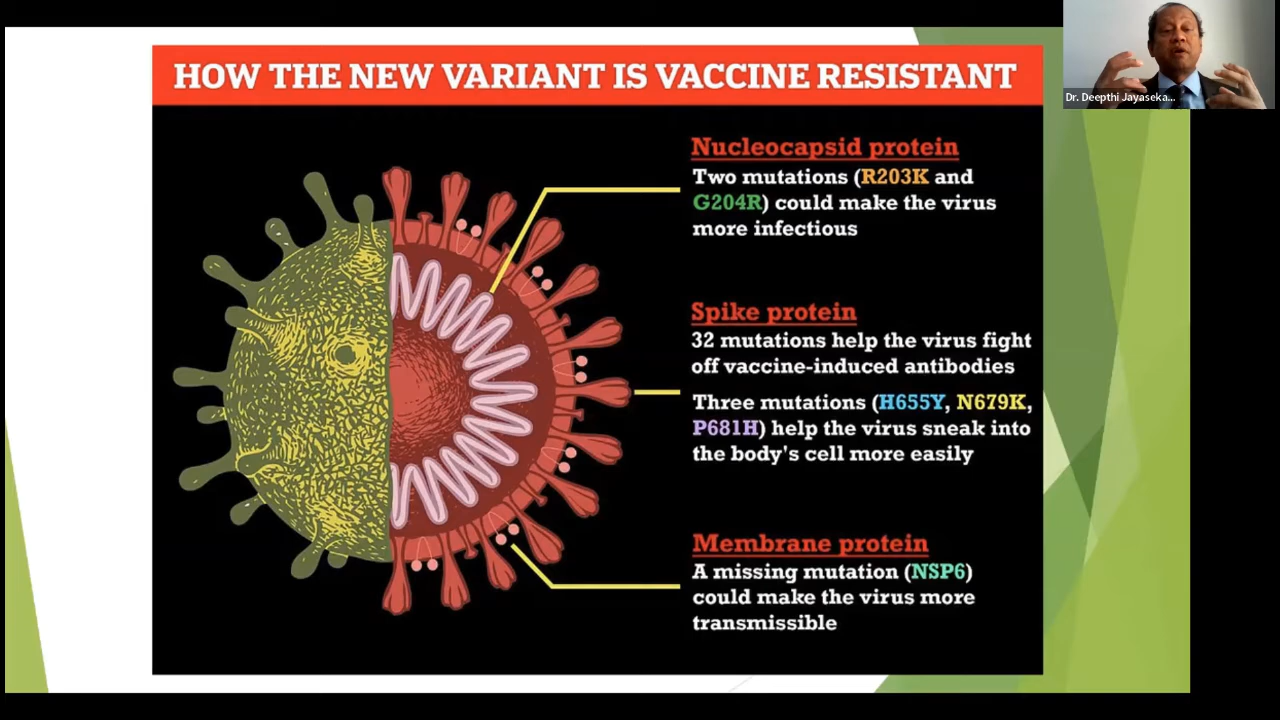 HOW THE NEW VARIANT IS VACCINE RESISTANT
Dr. Deepthi Jayaseka...
Nucleocapsid protein
Two mutations (R203K and
G204R) could make the virus
more infectious
Spike protein
32 mutations help the virus fight
off vaccine-induced antibodies
Three mutations (H655Y, N679K,
P681H) help the virus sneak into
the body's cell more easily
Membrane protein
A missing mutation (NSP6)
could make the virus more
transmissible